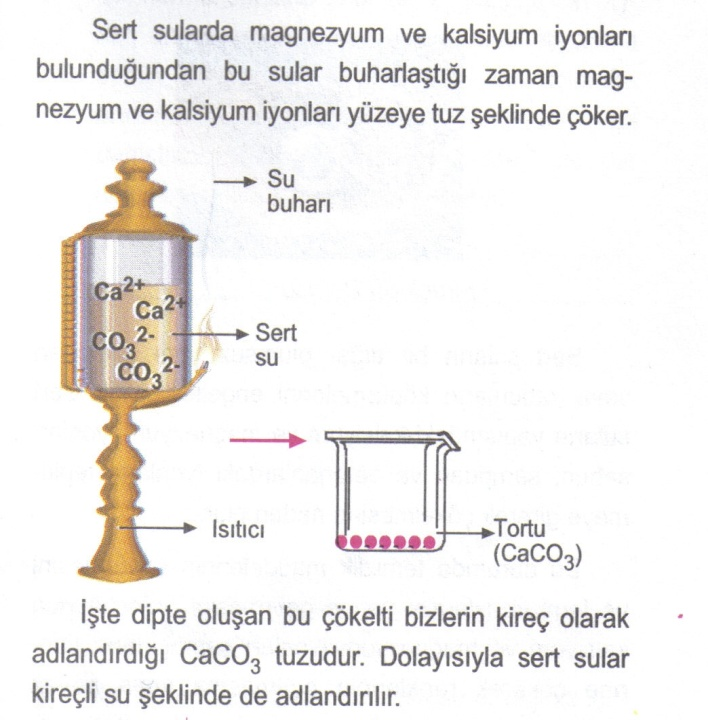 Sert sularda magnezyum ve kalsiyum iyonları
bulunduğundan bu sular buharlaştığı zaman mag-
nezyum ve kalsiyum iyonları yüzeye tuz şeklinde çöker.
Su
buharı
Ca²⁺
Ca²⁺
CO₃²⁻
CO₃²⁻
Sert
su
Isıtıcı
Tortu
(CaCO₃)
İşte dipte oluşan bu çökelti bizlerin kireç olarak
adlandırdığı CaCO₃ tuzudur. Dolayısıyla sert sular
kireçli su şeklinde de adlandırılır.